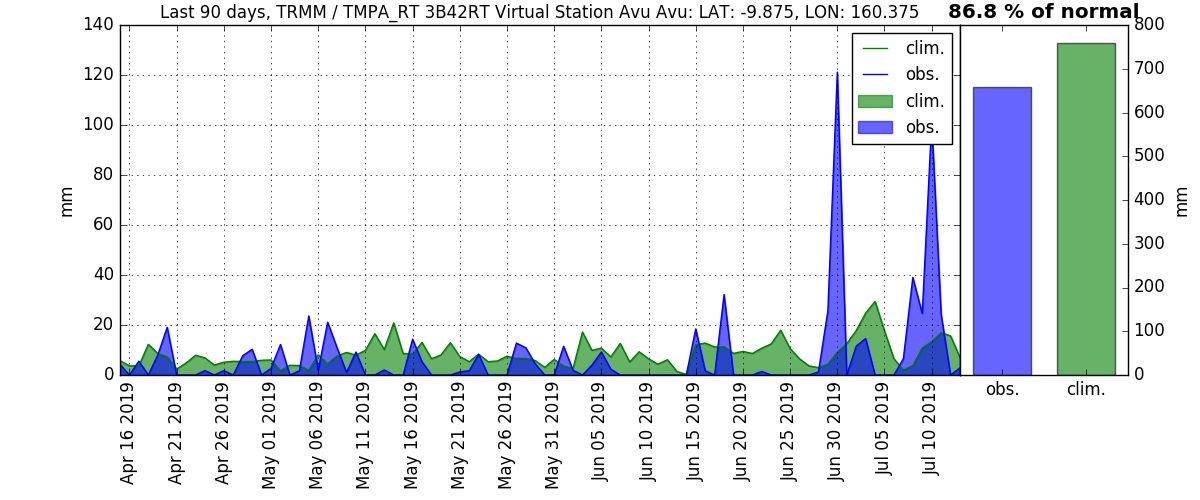 Last 90 days, TRMM / TMPA_RT 3B42RT Virtual Station Avu Avu: LAT: -9.875, LON: 160.375
86.8 % of normal
140
120
100
80
60
40
20
0
mm
clim.
obs.
clim.
obs.
800
700
600
500
400
300
200
100
0
mm
obs.
clim.
Apr 16 2019
Apr 21 2019
Apr 26 2019
May 01 2019
May 06 2019
May 11 2019
May 16 2019
May 21 2019
May 26 2019
May 31 2019
Jun 05 2019
Jun 10 2019
Jun 15 2019
Jun 20 2019
Jun 25 2019
Jun 30 2019
Jul 05 2019
Jul 10 2019